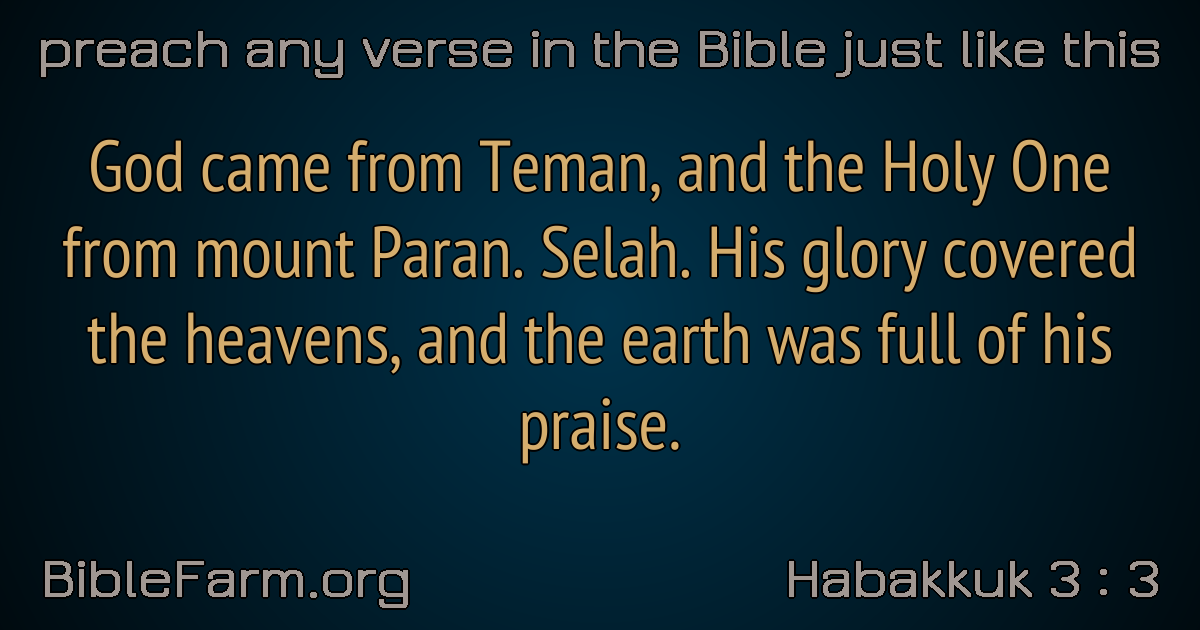 preach any verse in the Bible just like this
God came from Teman, and the Holy One
from mount Paran. Selah. His glory covered
the heavens, and the earth was full of his
praise.
BibleFarm.org
Habakkuk 3 : 3